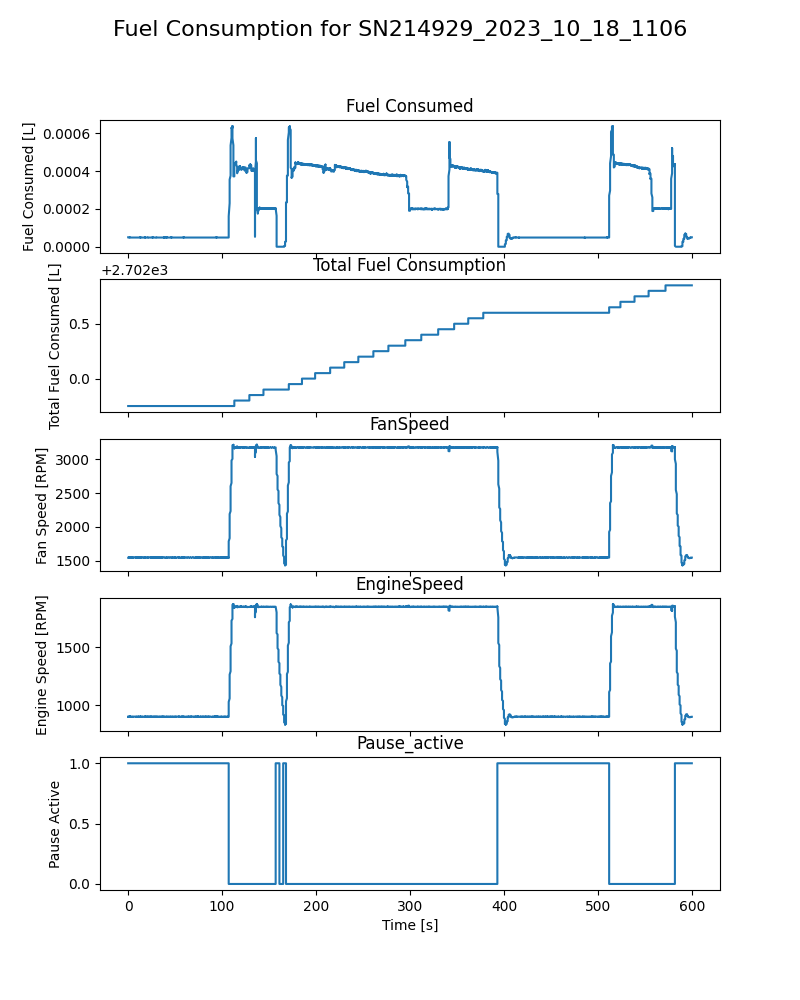 Fuel Consumption for SN214929_2023_10_18_1106
Fuel Consumed
Fuel Consumed [L]
0.0006
0.0004
0.0002
0.0000
Total Fuel Consumption
+2.702e3
Total Fuel Consumed [L]
0.5
0.0
FanSpeed
Fan Speed [RPM]
3000
2500
2000
1500
EngineSpeed
Engine Speed [RPM]
1500
1000
Pause_active
Pause Active
1.0
0.5
0.0
0 100 200 300 400 500 600
Time [s]